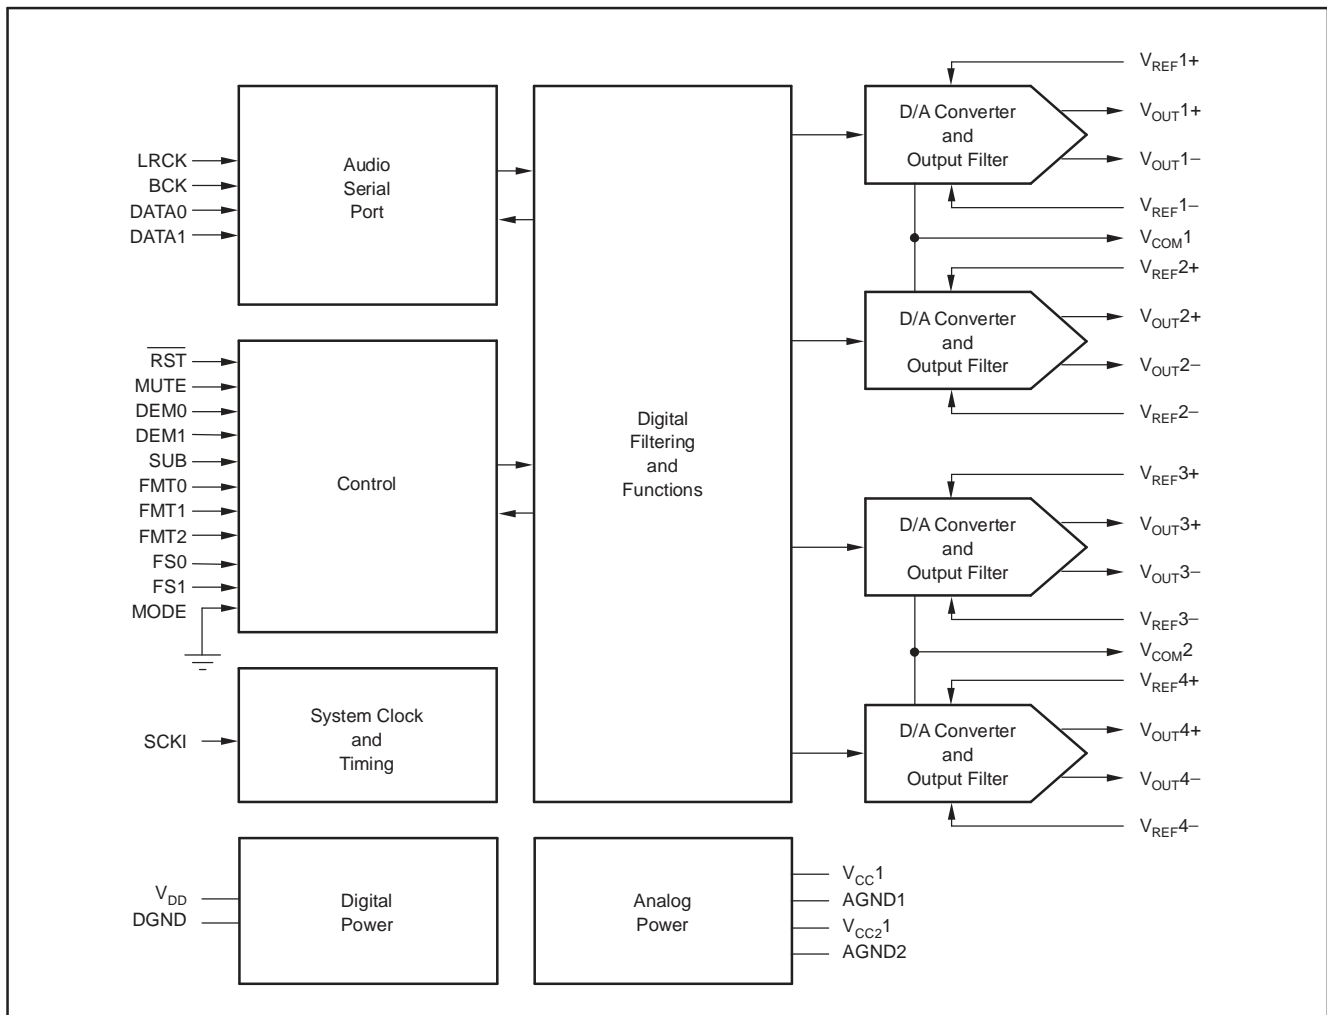 LRCK
BCK
DATA0
DATA1
Audio
Serial
Port
RST
MUTE
DEM0
DEM1
SUB
FMT0
FMT1
FMT2
FS0
FS1
MODE
Control
SCKI
System Clock
and
Timing
VDD
DGND
Digital
Power
Digital
Filtering
and
Functions
Analog
Power
VCC1
AGND1
VCC21
AGND2
D/A Converter
and
Output Filter
VREF1+
VOUT1+
VOUT1−
VREF1−
VCOM1
D/A Converter
and
Output Filter
VREF2+
VOUT2+
VOUT2−
VREF2−
D/A Converter
and
Output Filter
VREF3+
VOUT3+
VOUT3−
VREF3−
VCOM2
D/A Converter
and
Output Filter
VREF4+
VOUT4+
VOUT4−
VREF4−